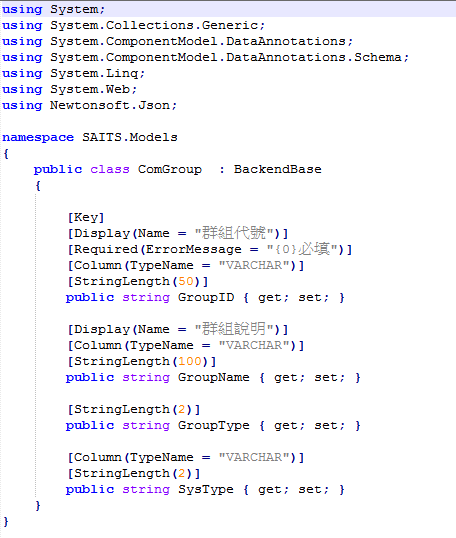 using System;
using System.Collections.Generic;
using System.ComponentModel.DataAnnotations;
using System.ComponentModel.DataAnnotations.Schema;
using System.Linq;
using System.Web;
using Newtonsoft.Json;

namespace SAITS.Models
{
    public class ComGroup  : BackendBase
    {

        [Key]
        [Display(Name = "群組代號")]
        [Required(ErrorMessage = "{0}必填")]
        [Column(TypeName = "VARCHAR")]
        [StringLength(50)]
        public string GroupID { get; set; }

        [Display(Name = "群組說明")]
        [Column(TypeName = "VARCHAR")]
        [StringLength(100)]
        public string GroupName { get; set; }

        [StringLength(2)]
        public string GroupType { get; set; }

        [Column(TypeName = "VARCHAR")]
        [StringLength(2)]
        public string SysType { get; set; }
    }
}